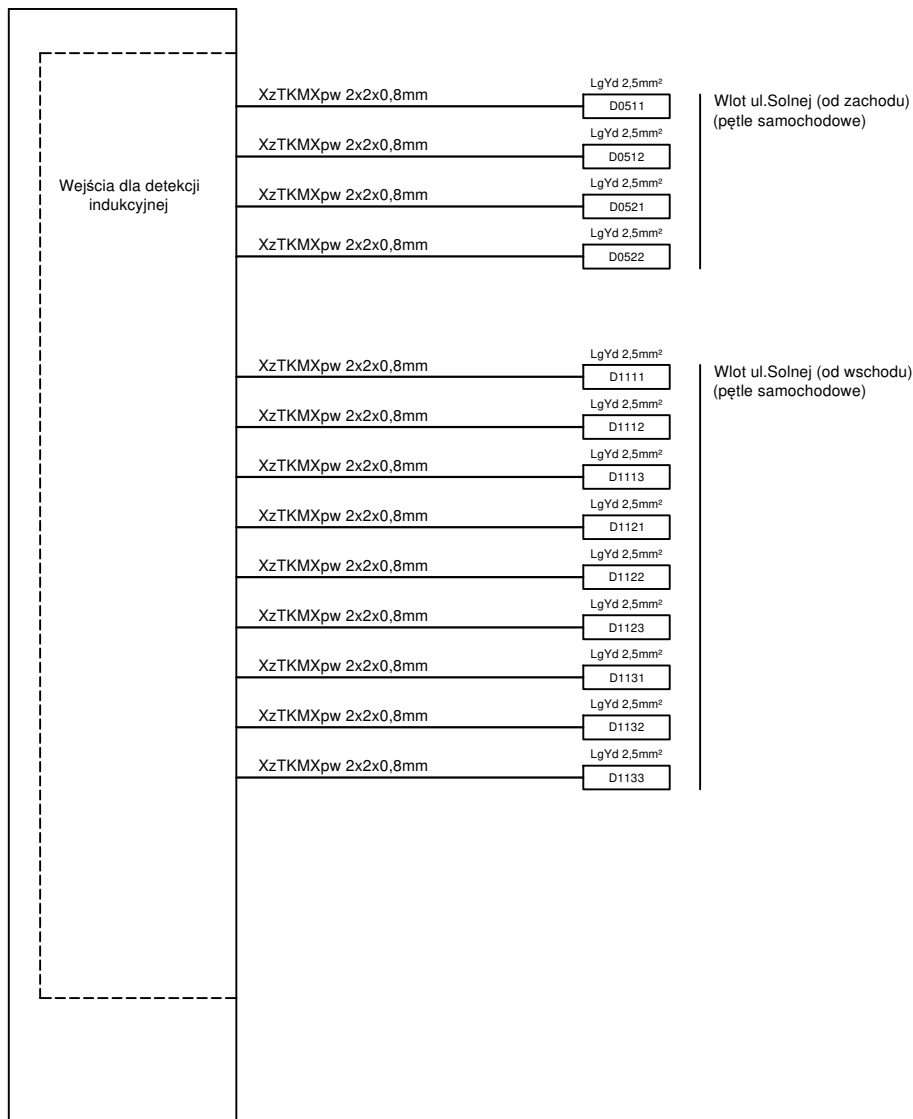 LgYd 2,5mm²
XzTKMXpw 2x2x0,8mm
D0511
Wlot ul.Solnej (od zachodu)
(pętle samochodowe)
LgYd 2,5mm²
XzTKMXpw 2x2x0,8mm
D0512
Wejścia dla detekcji
indukcyjnej
LgYd 2,5mm²
XzTKMXpw 2x2x0,8mm
D0521
LgYd 2,5mm²
XzTKMXpw 2x2x0,8mm
D0522
LgYd 2,5mm²
XzTKMXpw 2x2x0,8mm
D1111
Wlot ul.Solnej (od wschodu)
(pętle samochodowe)
LgYd 2,5mm²
XzTKMXpw 2x2x0,8mm
D1112
LgYd 2,5mm²
XzTKMXpw 2x2x0,8mm
D1113
LgYd 2,5mm²
XzTKMXpw 2x2x0,8mm
D1121
LgYd 2,5mm²
XzTKMXpw 2x2x0,8mm
D1122
LgYd 2,5mm²
XzTKMXpw 2x2x0,8mm
D1123
LgYd 2,5mm²
XzTKMXpw 2x2x0,8mm
D1131
LgYd 2,5mm²
XzTKMXpw 2x2x0,8mm
D1132
LgYd 2,5mm²
XzTKMXpw 2x2x0,8mm
D1133